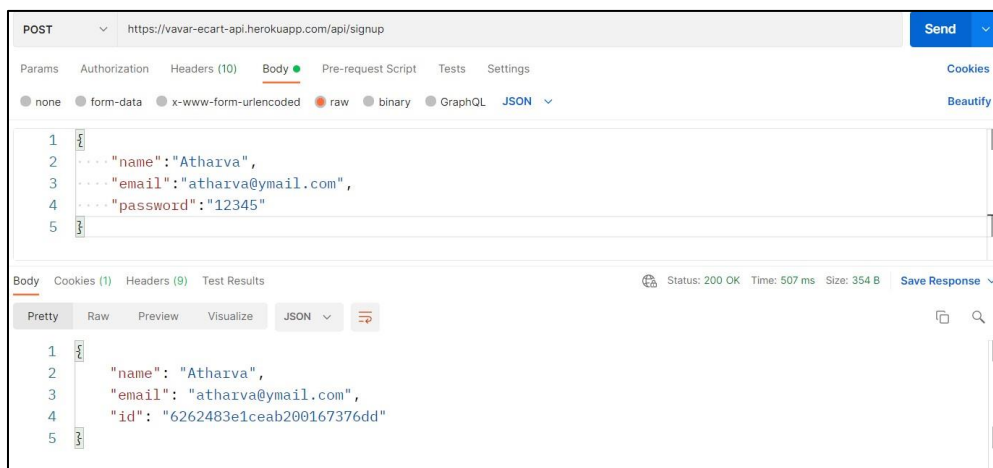 POST https://vavar-ecart-api.herokuapp.com/api/signup Send
Params Authorization Headers (10) Body Pre-request Script Tests Settings Cookies
none form-data x-www-form-urlencoded raw binary GraphQL JSON Beautify
1 {
2 "name":"Atharva",
3 "email":"atharva@ymail.com",
4 "password":"12345"
5 }
Body Cookies (1) Headers (9) Test Results Status: 200 OK Time: 507 ms Size: 354 B Save Response
Pretty Raw Preview Visualize JSON
1 {
2 "name": "Atharva",
3 "email": "atharva@ymail.com",
4 "id": "6262483e1ceab200167376dd"
5 }